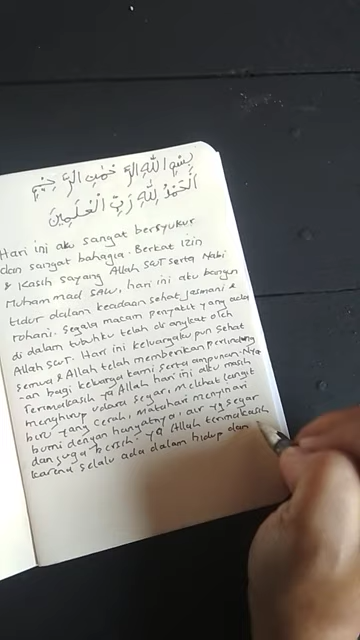 بِسْمِ اللهِ الرَّحْمٰنِ الرَّحِيْمِ
اَلْحَمْدُ لِلّٰهِ رَبِّ الْعٰلَمِيْنَ
Hari ini aku sangat bersyukur
dan sangat bahagia. Berkat izin
& Kasih sayang Allah SWT serta Nabi
Muhammad SAW, hari ini aku bangun
tidur dalam keadaan sehat jasmani &
rohani. Segala macam penyakit yang ada
di dalam tubuhku telah di angkat oleh
Allah SWT. Hari ini keluargaku pun sehat
semua & Allah telah memberikan perlindung
-an bagi keluarga kami serta ampunan-Nya
Terimakasih ya Allah hari ini aku masih
menghirup udara segar, melihat langit
biru yang cerah, matahari menyinari
bumi dengan hangatnya, air yg segar
dan juga bersih. Ya Allah terimakasih
karena selalu ada dalam hidup dan